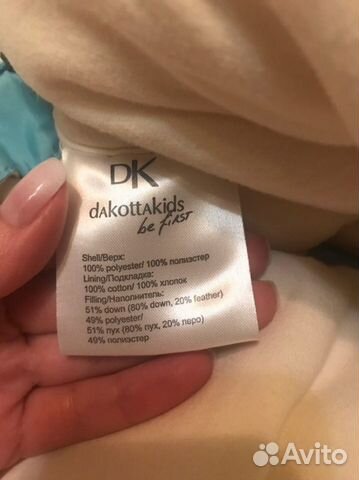 DK
dakottakids
be first
Shell/Верх:
100% polyester/ 100% полиэстер
Lining/Подкладка:
100% cotton/ 100% хлопок
Filling/Наполнитель:
51% down (80% down, 20% feather)
49% polyester/
51% пух (80% пух, 20% перо)
49% полиэстер
Avito